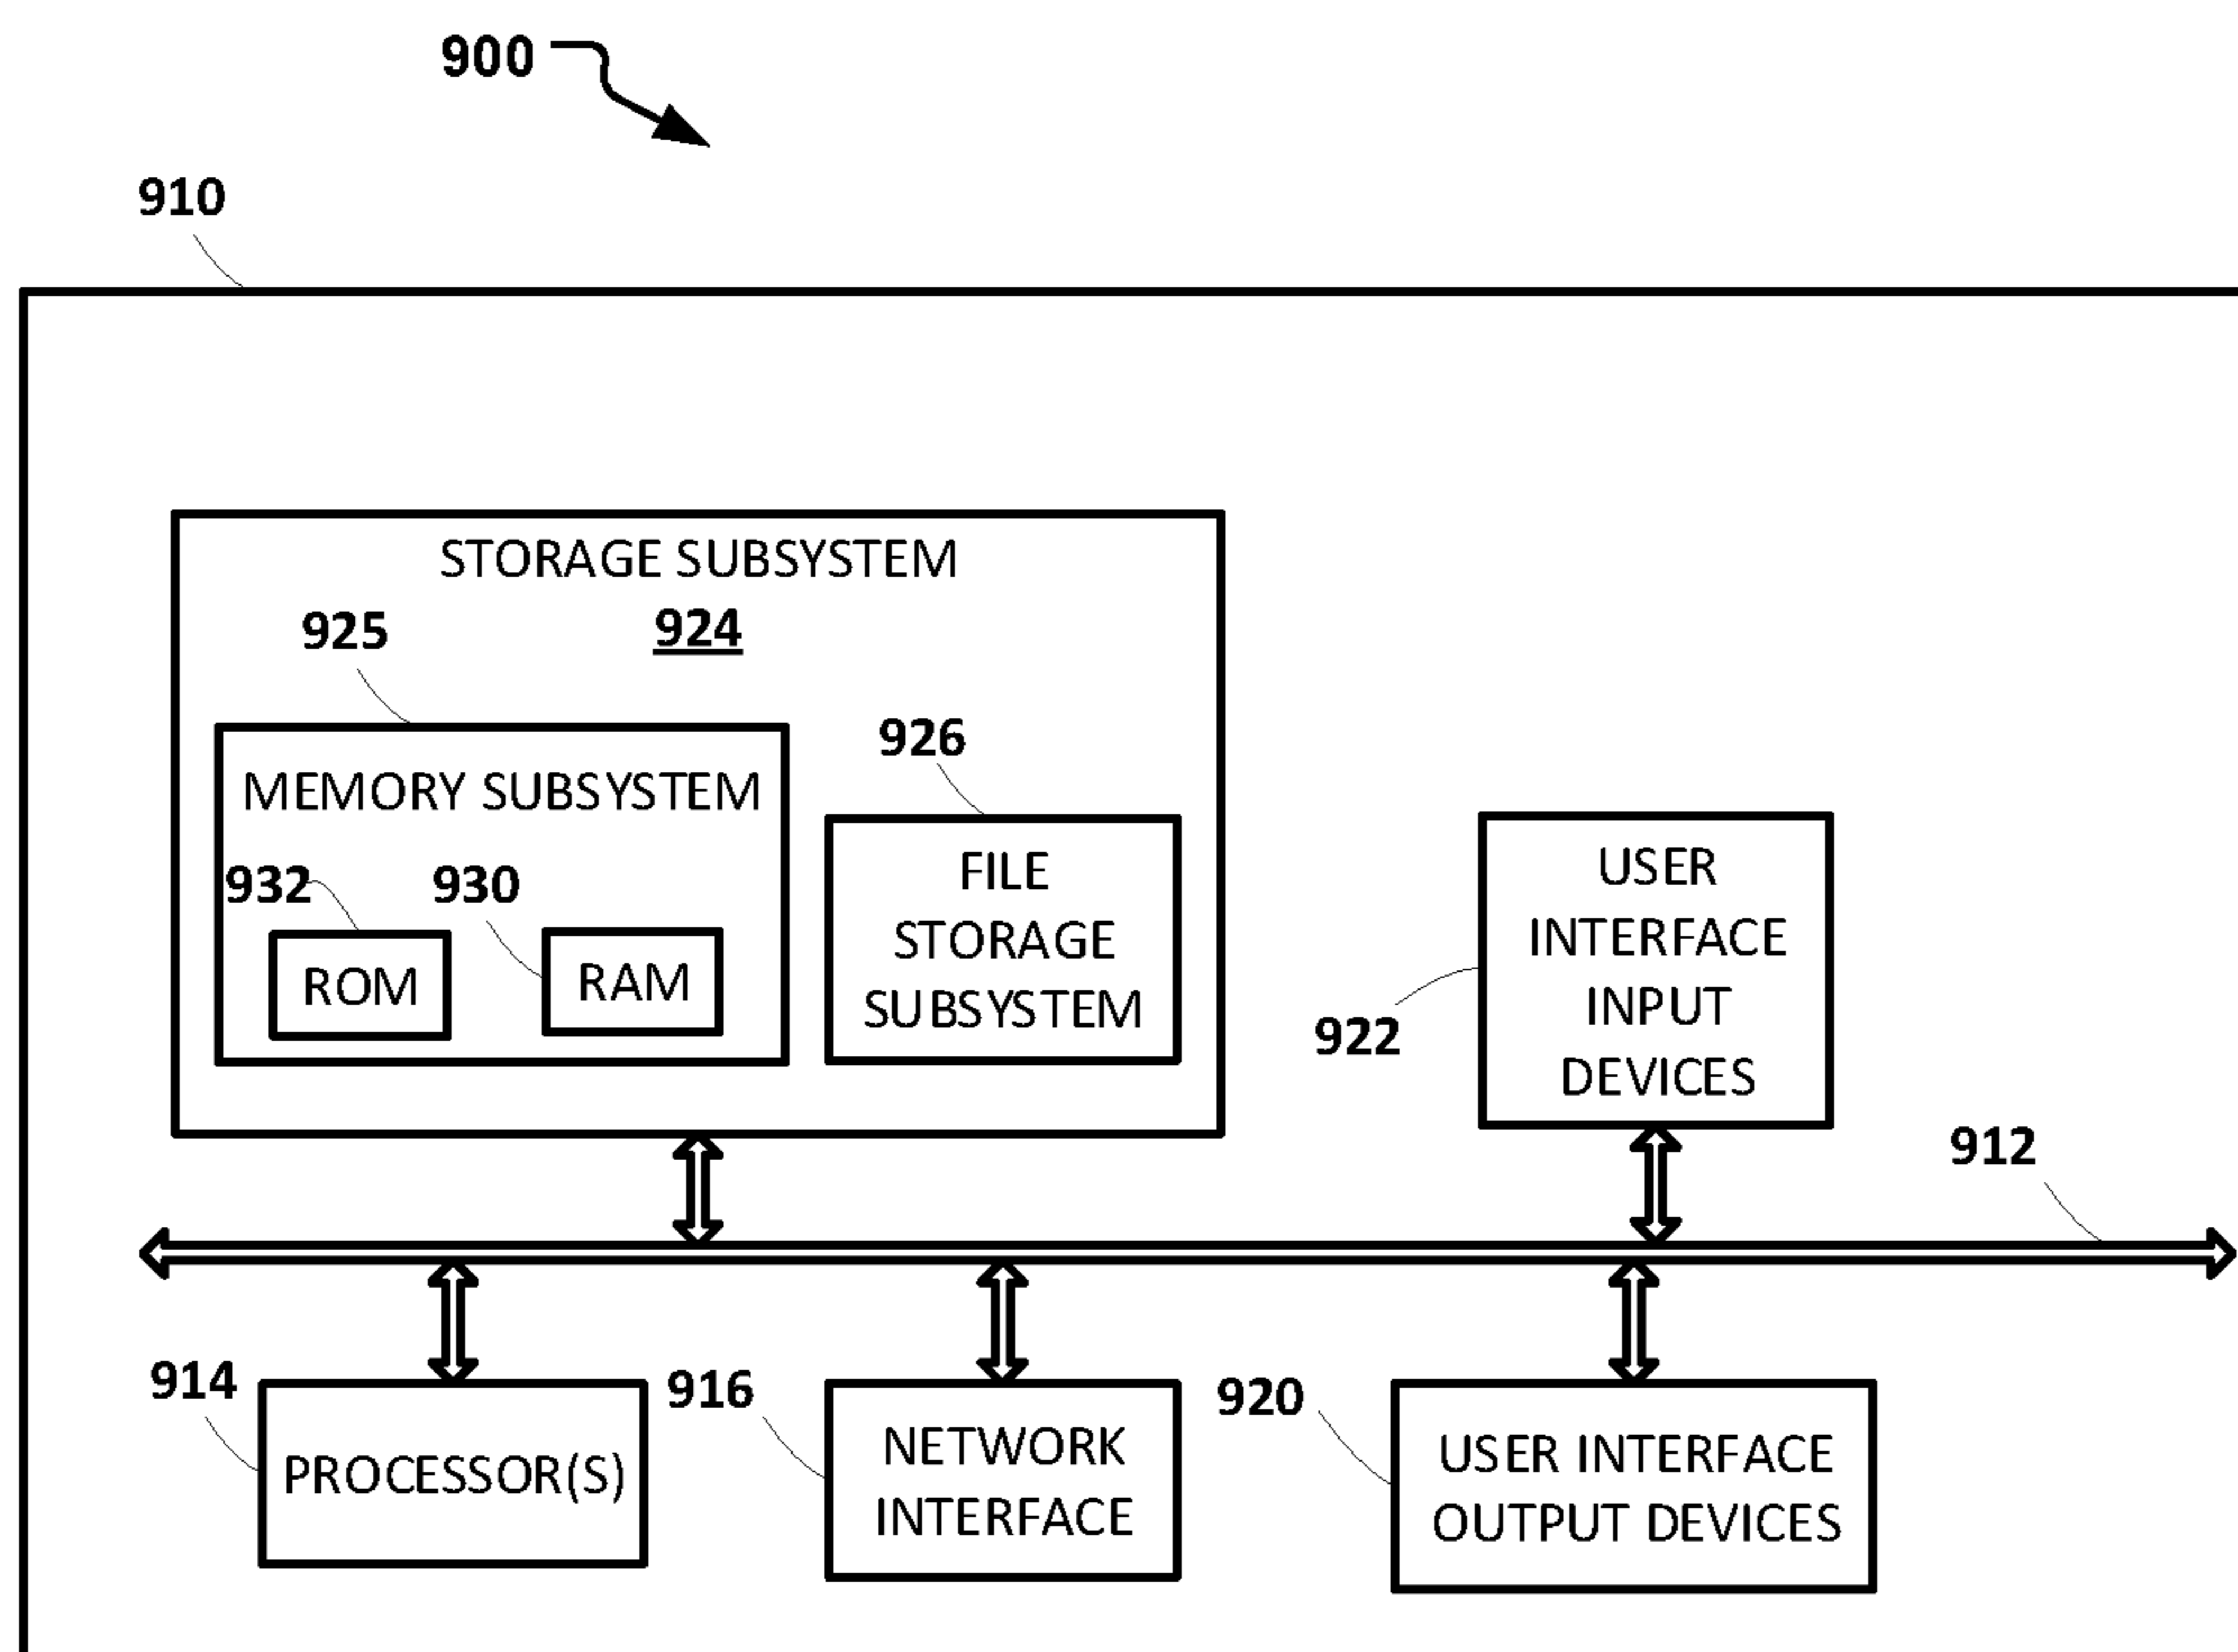 900
910
STORAGE SUBSYSTEM
924
925
MEMORY SUBSYSTEM
932
930
ROM
RAM
926
FILE
STORAGE
SUBSYSTEM
USER
INTERFACE
INPUT
DEVICES
922
912
914
PROCESSOR(S)
916
NETWORK
INTERFACE
920
USER INTERFACE
OUTPUT DEVICES